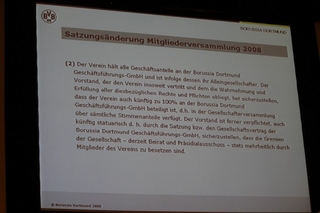 BVB 09
BORUSSIA DORTMUND
Satzungsänderung Mitgliederversammlung 2008
(2) Der Verein hält alle Geschäftsanteile an der Borussia Dortmund
Geschäftsführungs-GmbH und ist infolge dessen ihr Alleingesellschafter. Der
Vorstand, der den Verein insoweit vertritt und dem die Wahrnehmung und
Erfüllung aller diesbezüglichen Rechte und Pflichten obliegt, hat sicherzustellen,
dass der Verein auch künftig zu 100% an der Borussia Dortmund
Geschäftsführungs-GmbH beteiligt ist, d.h. in der Gesellschafterversammlung
über sämtliche Stimmenanteile verfügt. Der Vorstand ist ferner verpflichtet, auch
künftig statuarisch d. h. durch die Satzung bzw. den Gesellschaftsvertrag der
Borussia Dortmund Geschäftsführungs-GmbH, sicherzustellen, dass die Gremien
der Gesellschaft – derzeit Beirat und Präsidialausschuss – stets mehrheitlich durch
Mitglieder des Vereins zu besetzen sind.
© Borussia Dortmund 2008